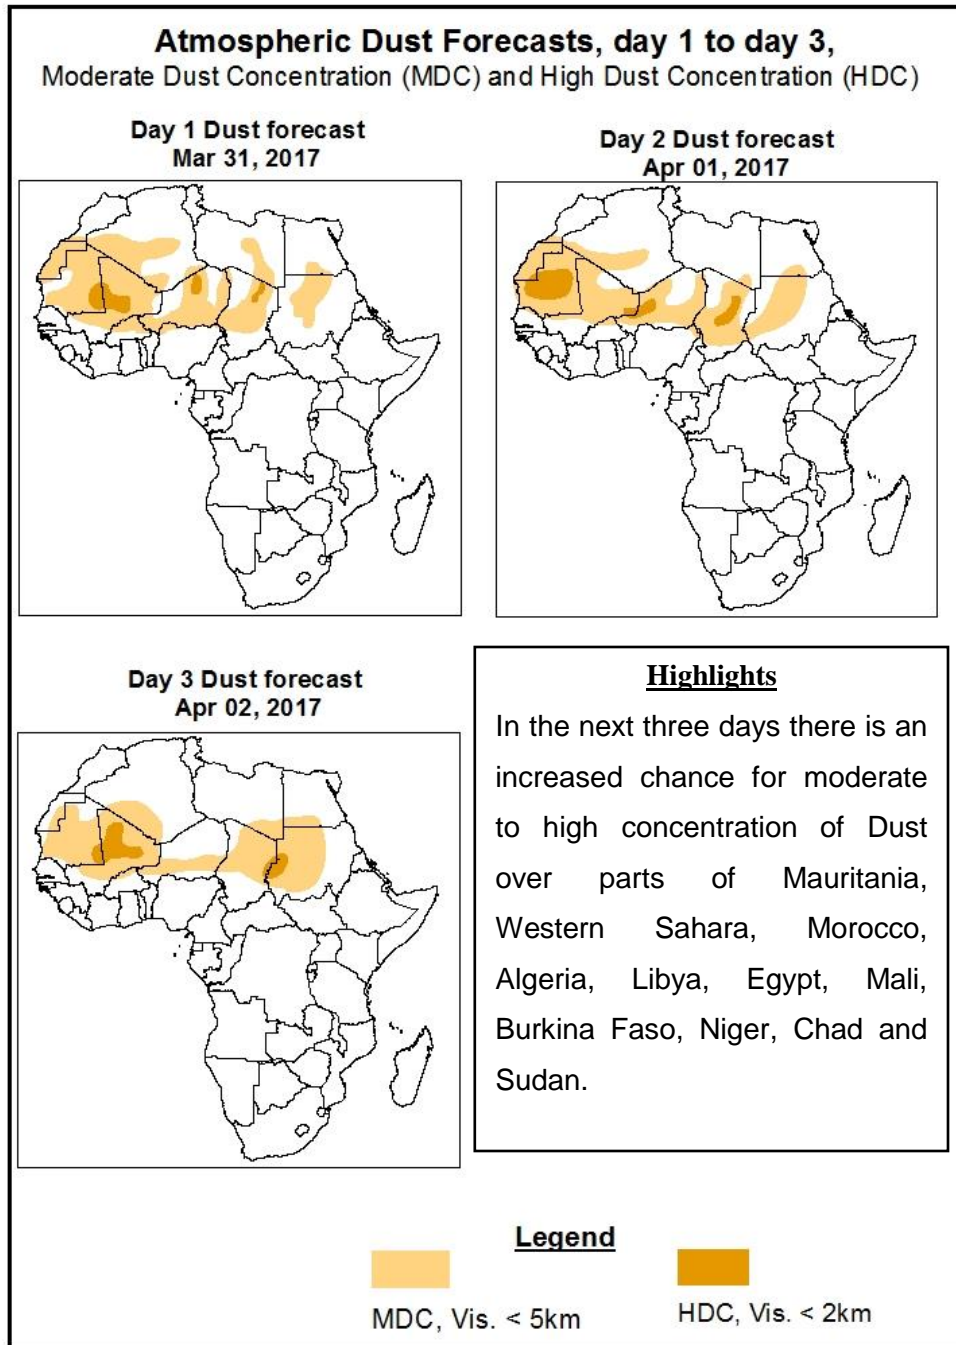 Atmospheric Dust Forecasts, day 1 to day 3,
Moderate Dust Concentration (MDC) and High Dust Concentration (HDC)
Day 1 Dust forecast
Mar 31, 2017
Day 2 Dust forecast
Apr 01, 2017
Day 3 Dust forecast
Apr 02, 2017
Highlights
In the next three days there is an
increased chance for moderate
to high concentration of Dust
over parts of Mauritania,
Western Sahara, Morocco,
Algeria, Libya, Egypt, Mali,
Burkina Faso, Niger, Chad and
Sudan.
Legend
MDC, Vis. < 5km
HDC, Vis. < 2km